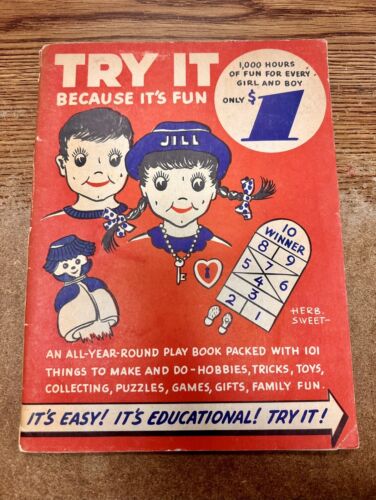 TRY IT
BECAUSE IT'S FUN
1,000 HOURS
OF FUN FOR EVERY
GIRL AND BOY
ONLY $1
JILL
10
WINNER
8 9
7
5 6
4
3
2 1
HERB.
SWEET-
AN ALL-YEAR-ROUND PLAY BOOK PACKED WITH 101
THINGS TO MAKE AND DO - HOBBIES, TRICKS, TOYS,
COLLECTING, PUZZLES, GAMES, GIFTS, FAMILY FUN.
IT'S EASY! IT'S EDUCATIONAL! TRY IT!